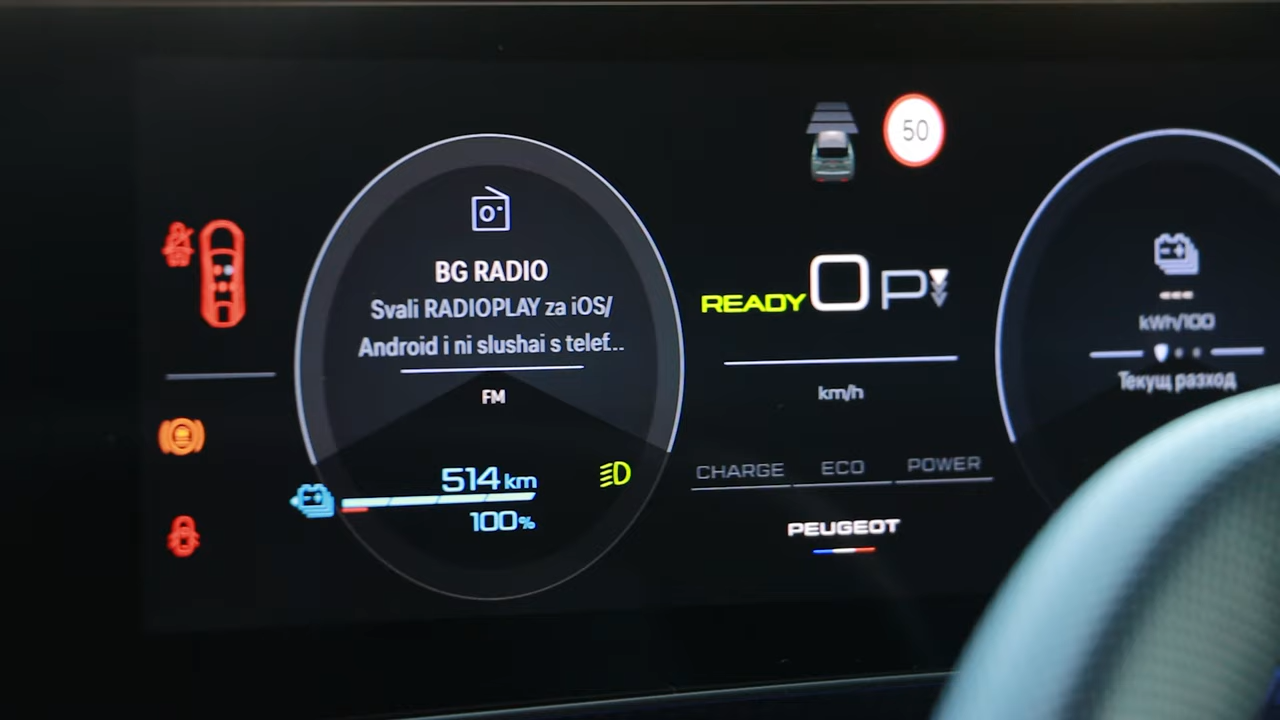 50
BG RADIO
Svali RADIOPLAY za iOS/
Android i ni slushai s telef..
FM
514 km
100%
READY 0 P
km/h
CHARGE ECO POWER
PEUGEOT
---
kWh/100
Текущ разход